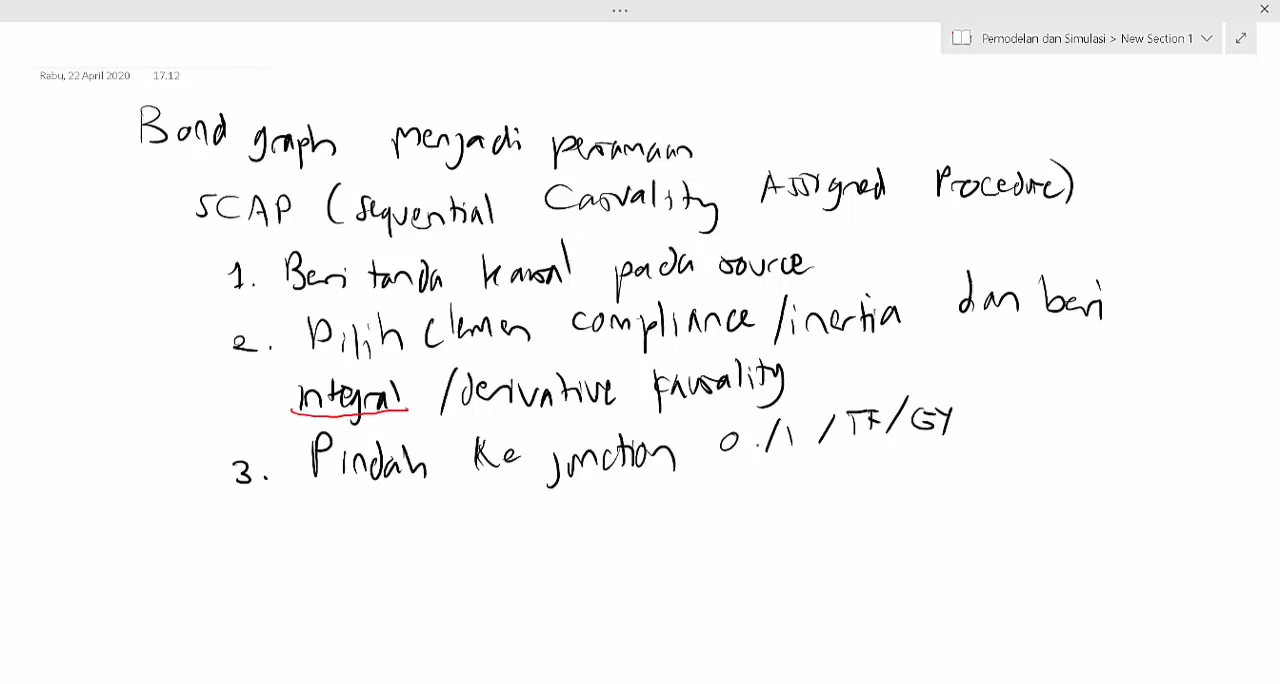 Pemodelan dan Simulasi > New Section 1
Rabu, 22 April 2020 17.12
Bond graph menjadi persamaan
SCAP (Sequential Causality Assigned Procedure)
1. Beri tanda kausal pada source
2. Pilih elemen compliance/inertia dan beri
integral /derivative kausality
3. Pindah ke junction 0/1/TF/GY